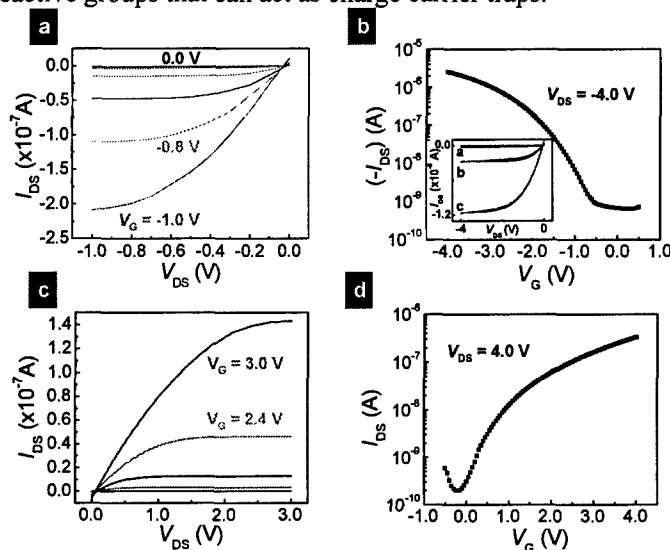 reactive groups that can act as charge carrier traps.
a
0.0
-0.5
-1.0
-1.5
-2.0
-2.5
I_DS (x10^-7 A)
0.0 V
-0.8 V
V_G = -1.0 V
-1.0 -0.8 -0.6 -0.4 -0.2 0.0
V_DS (V)
b
10^-5
10^-6
10^-7
10^-8
10^-9
10^-10
(-I_DS) (A)
V_DS = -4.0 V
0.0
-1.2
a
b
c
-4 0
V_DS (V)
-4.0 -3.0 -2.0 -1.0 0.0 1.0
V_G (V)
c
1.4
1.2
1.0
0.8
0.6
0.4
0.2
0.0
I_DS (x10^-7 A)
V_G = 3.0 V
V_G = 2.4 V
0.0 1.0 2.0 3.0
V_DS (V)
d
10^-6
10^-7
10^-8
10^-9
10^-10
I_DS (A)
V_DS = 4.0 V
-1.0 0.0 1.0 2.0 3.0 4.0
V_G (V)